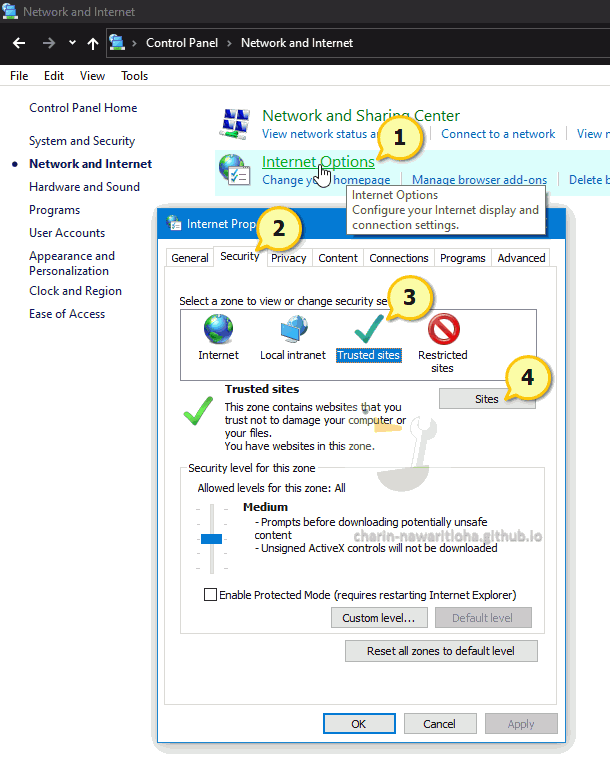 Network and Internet
Control Panel > Network and Internet
File Edit View Tools
Control Panel Home
System and Security
Network and Internet
Hardware and Sound
Programs
User Accounts
Appearance and
Personalization
Clock and Region
Ease of Access
Network and Sharing Center
View network status Connect to a network View
1
Internet Options
Change homepage Manage browser add-ons Delete
Internet Options
Configure your Internet display and
connection settings.
Internet
2
General Security Privacy Content Connections Programs Advanced
Select a zone to view or change security
3
Internet Local intranet Trusted sites Restricted
sites
4
Trusted sites
Sites
This zone contains websites that you
trust not to damage your computer or
your files.
You have websites in this zone.
Security level for this zone
Allowed levels for this zone: All
Medium
- Prompts before downloading potentially unsafe
content
- Unsigned ActiveX controls will not be downloaded
charin-nawaritloha.github.io
Enable Protected Mode (requires restarting Internet Explorer)
Custom level... Default level
Reset all zones to default level
OK Cancel Apply